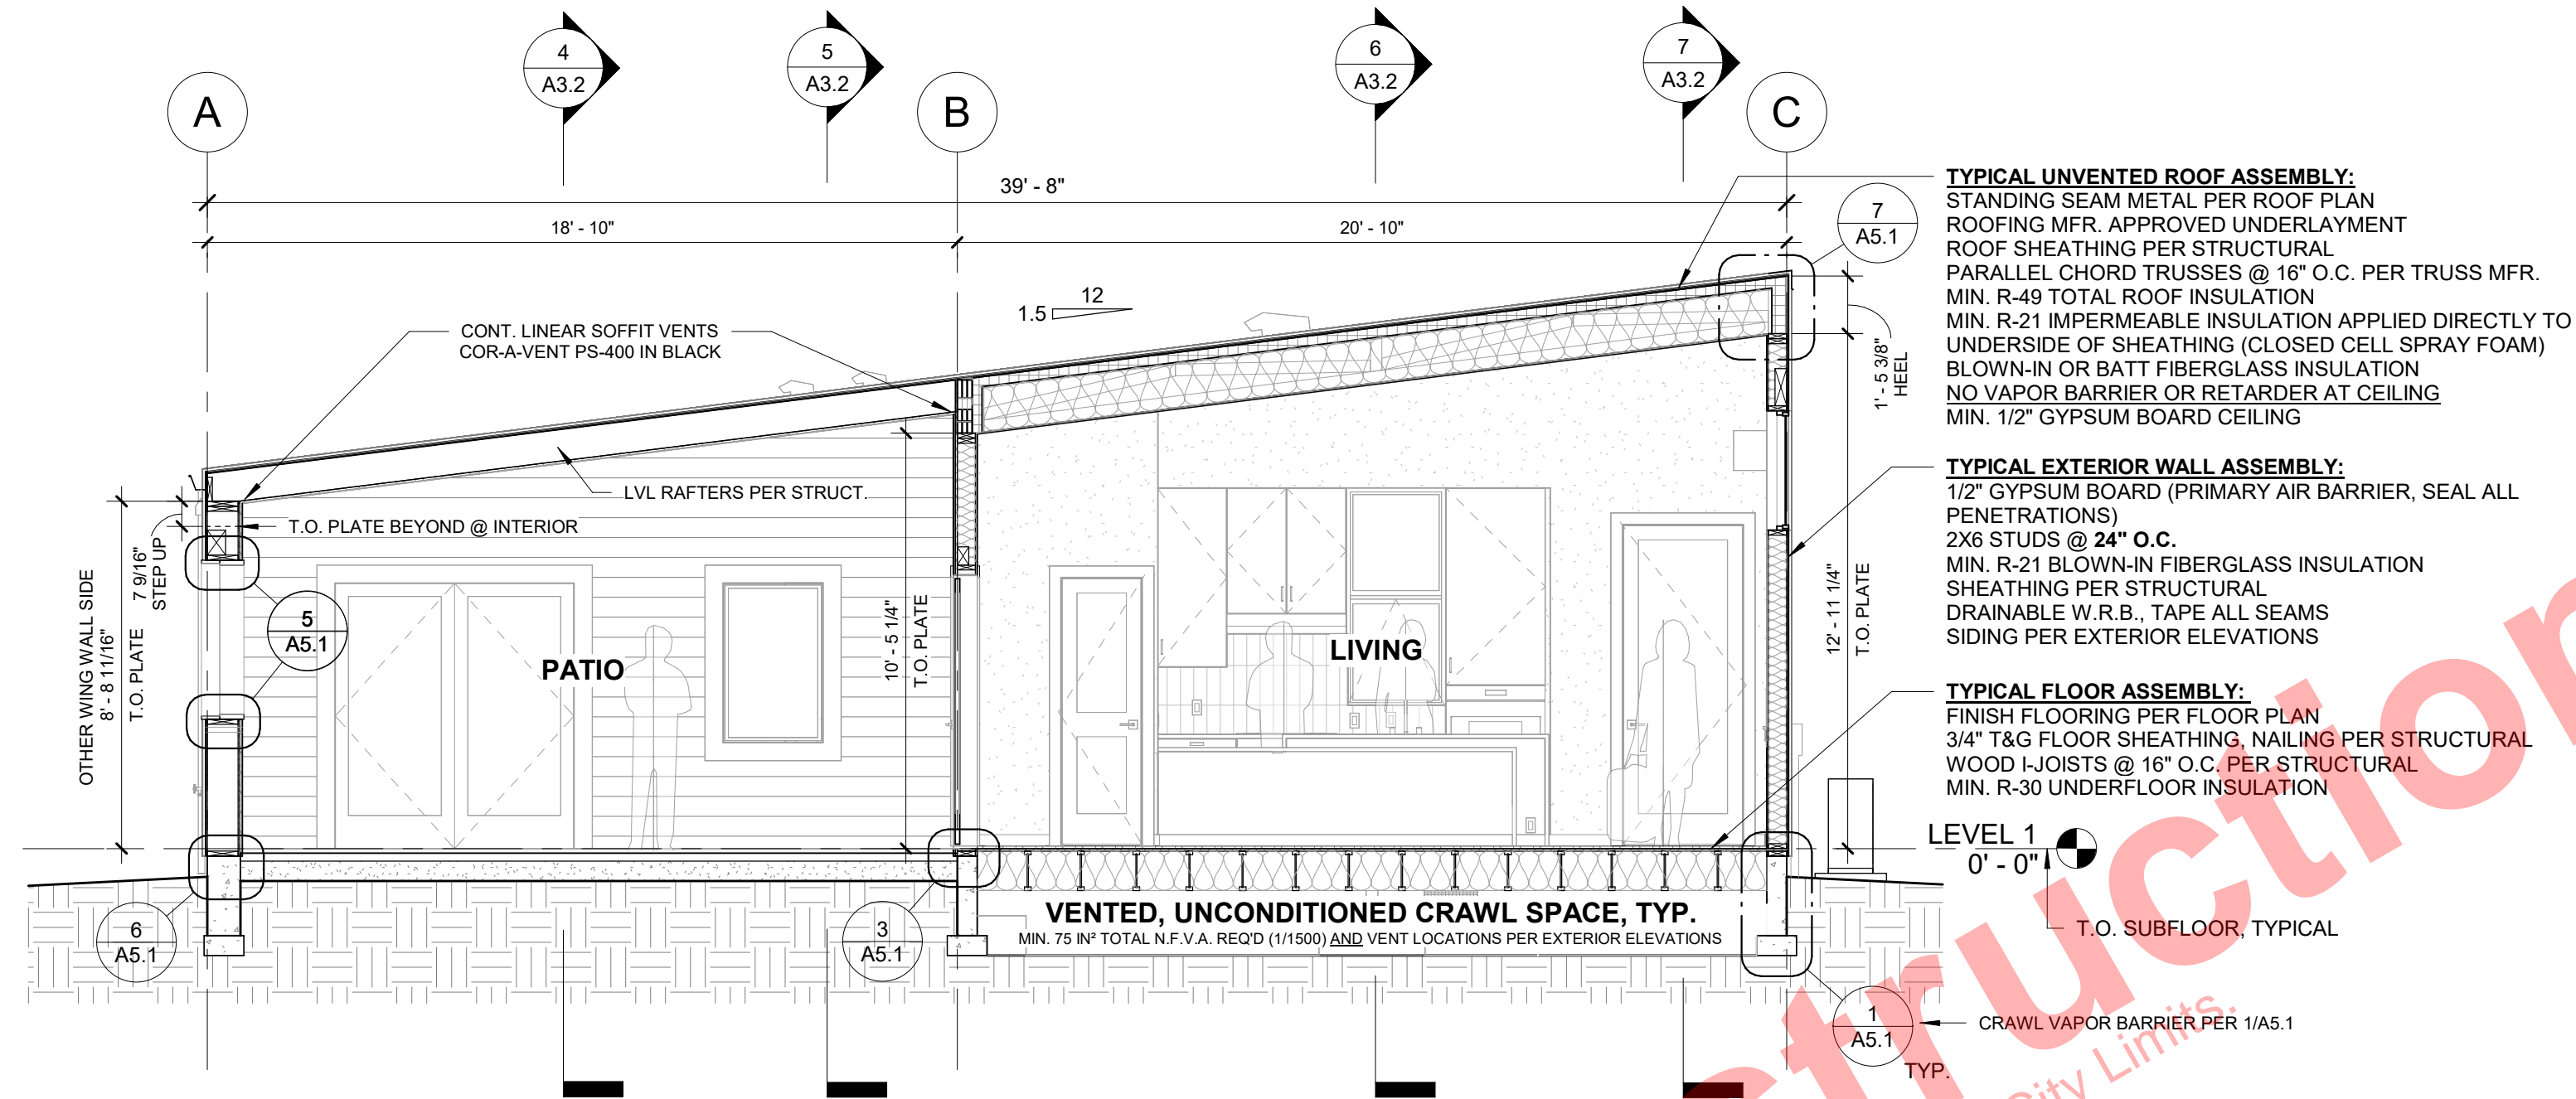 4
A3.2
5
A3.2
6
A3.2
7
A3.2
A
B
C
39' - 8"
18' - 10"
20' - 10"
7
A5.1
12
1.5
CONT. LINEAR SOFFIT VENTS
COR-A-VENT PS-400 IN BLACK
LVL RAFTERS PER STRUCT.
T.O. PLATE BEYOND @ INTERIOR
1' - 5 3/8"
HEEL
7 9/16"
STEP UP
OTHER WING WALL SIDE
8' - 8 11/16"
T.O. PLATE
5
A5.1
PATIO
10' - 5 1/4"
T.O. PLATE
LIVING
12' - 11 1/4"
T.O. PLATE
TYPICAL UNVENTED ROOF ASSEMBLY:
STANDING SEAM METAL PER ROOF PLAN
ROOFING MFR. APPROVED UNDERLAYMENT
ROOF SHEATHING PER STRUCTURAL
PARALLEL CHORD TRUSSES @ 16" O.C. PER TRUSS MFR.
MIN. R-49 TOTAL ROOF INSULATION
MIN. R-21 IMPERMEABLE INSULATION APPLIED DIRECTLY TO
UNDERSIDE OF SHEATHING (CLOSED CELL SPRAY FOAM)
BLOWN-IN OR BATT FIBERGLASS INSULATION
NO VAPOR BARRIER OR RETARDER AT CEILING
MIN. 1/2" GYPSUM BOARD CEILING
TYPICAL EXTERIOR WALL ASSEMBLY:
1/2" GYPSUM BOARD (PRIMARY AIR BARRIER, SEAL ALL
PENETRATIONS)
2X6 STUDS @ 24" O.C.
MIN. R-21 BLOWN-IN FIBERGLASS INSULATION
SHEATHING PER STRUCTURAL
DRAINABLE W.R.B., TAPE ALL SEAMS
SIDING PER EXTERIOR ELEVATIONS
TYPICAL FLOOR ASSEMBLY:
FINISH FLOORING PER FLOOR PLAN
3/4" T&G FLOOR SHEATHING, NAILING PER STRUCTURAL
WOOD I-JOISTS @ 16" O.C. PER STRUCTURAL
MIN. R-30 UNDERFLOOR INSULATION
LEVEL 1
0' - 0"
T.O. SUBFLOOR, TYPICAL
6
A5.1
3
A5.1
VENTED, UNCONDITIONED CRAWL SPACE, TYP.
MIN. 75 IN² TOTAL N.F.V.A. REQ'D (1/1500) AND VENT LOCATIONS PER EXTERIOR ELEVATIONS
1
A5.1
CRAWL VAPOR BARRIER PER 1/A5.1
TYP.
struction
City Limits.